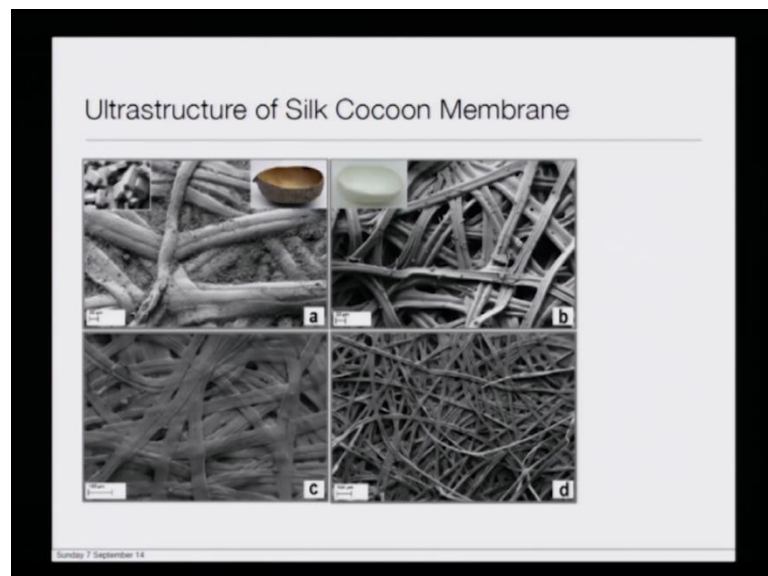 Ultrastructure of Silk Cocoon Membrane
a
b
c
d
Sunday 7 September 14